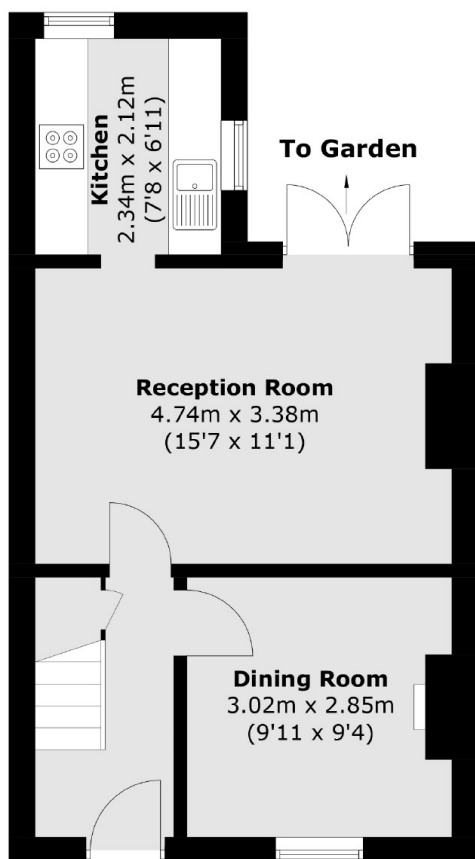 Kitchen
2.34m x 2.12m
(7'8 x 6'11)
To Garden
Reception Room
4.74m x 3.38m
(15'7 x 11'1)
Dining Room
3.02m x 2.85m
(9'11 x 9'4)